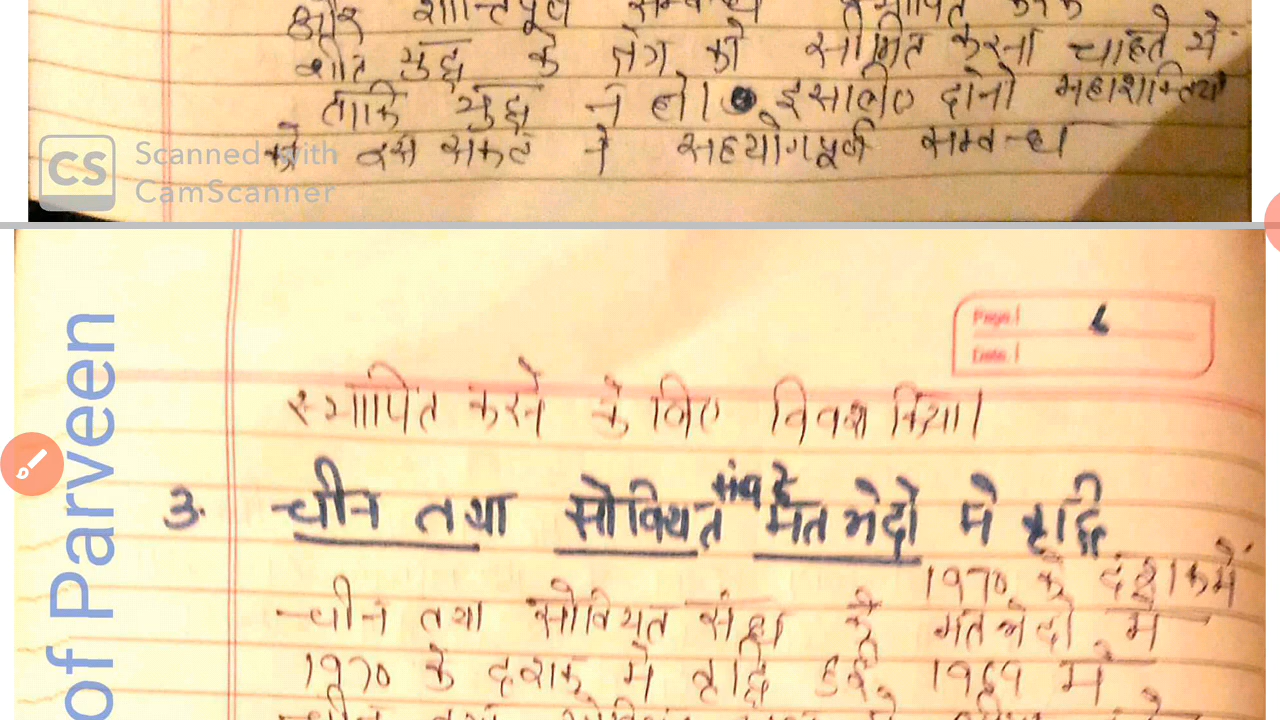 और शान्तिपूर्ण सम्बन्ध स्थापित करके
शीत युद्ध के जंग को सीमित करना चाहते थे
ताकि युद्ध न बने। इसलिए दोनो महाशक्तियों
को इस संकट ने सहयोगपूर्ण सम्बन्ध
Scanned with
CamScanner
Page.
6
Date.
स्थापित करने के लिए विवश किया।
3. चीन तथा सोवियत संघ के मतभेदो मे वृद्धि
1970 के दशक में
चीन तथा सोवियत संघ के मतभेदो में
1970 के दशक मे वृद्धि हुई, 1969 में
of Parveen